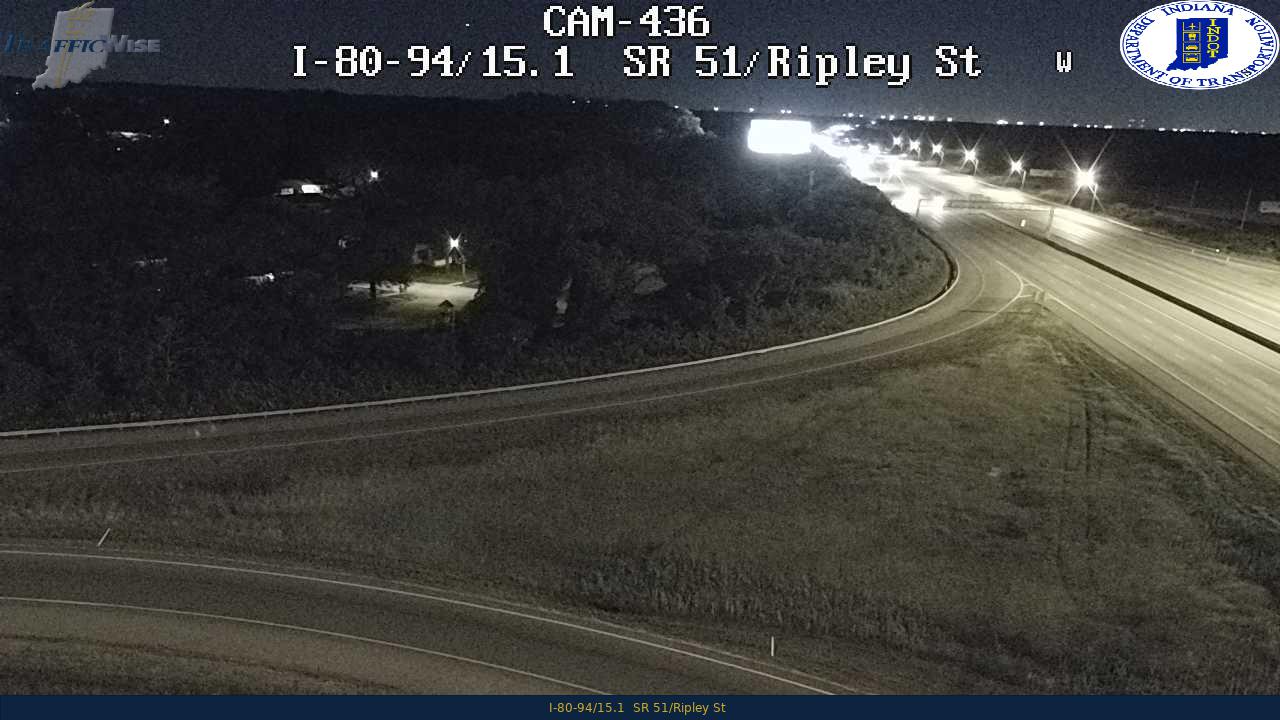 CAM-436
I-80-94/15.1 SR 51/Ripley St W
TRAFFICWISE
INDIANA
DEPARTMENT OF TRANSPORTATION
INDOT
I-80-94/15.1 SR 51/Ripley St